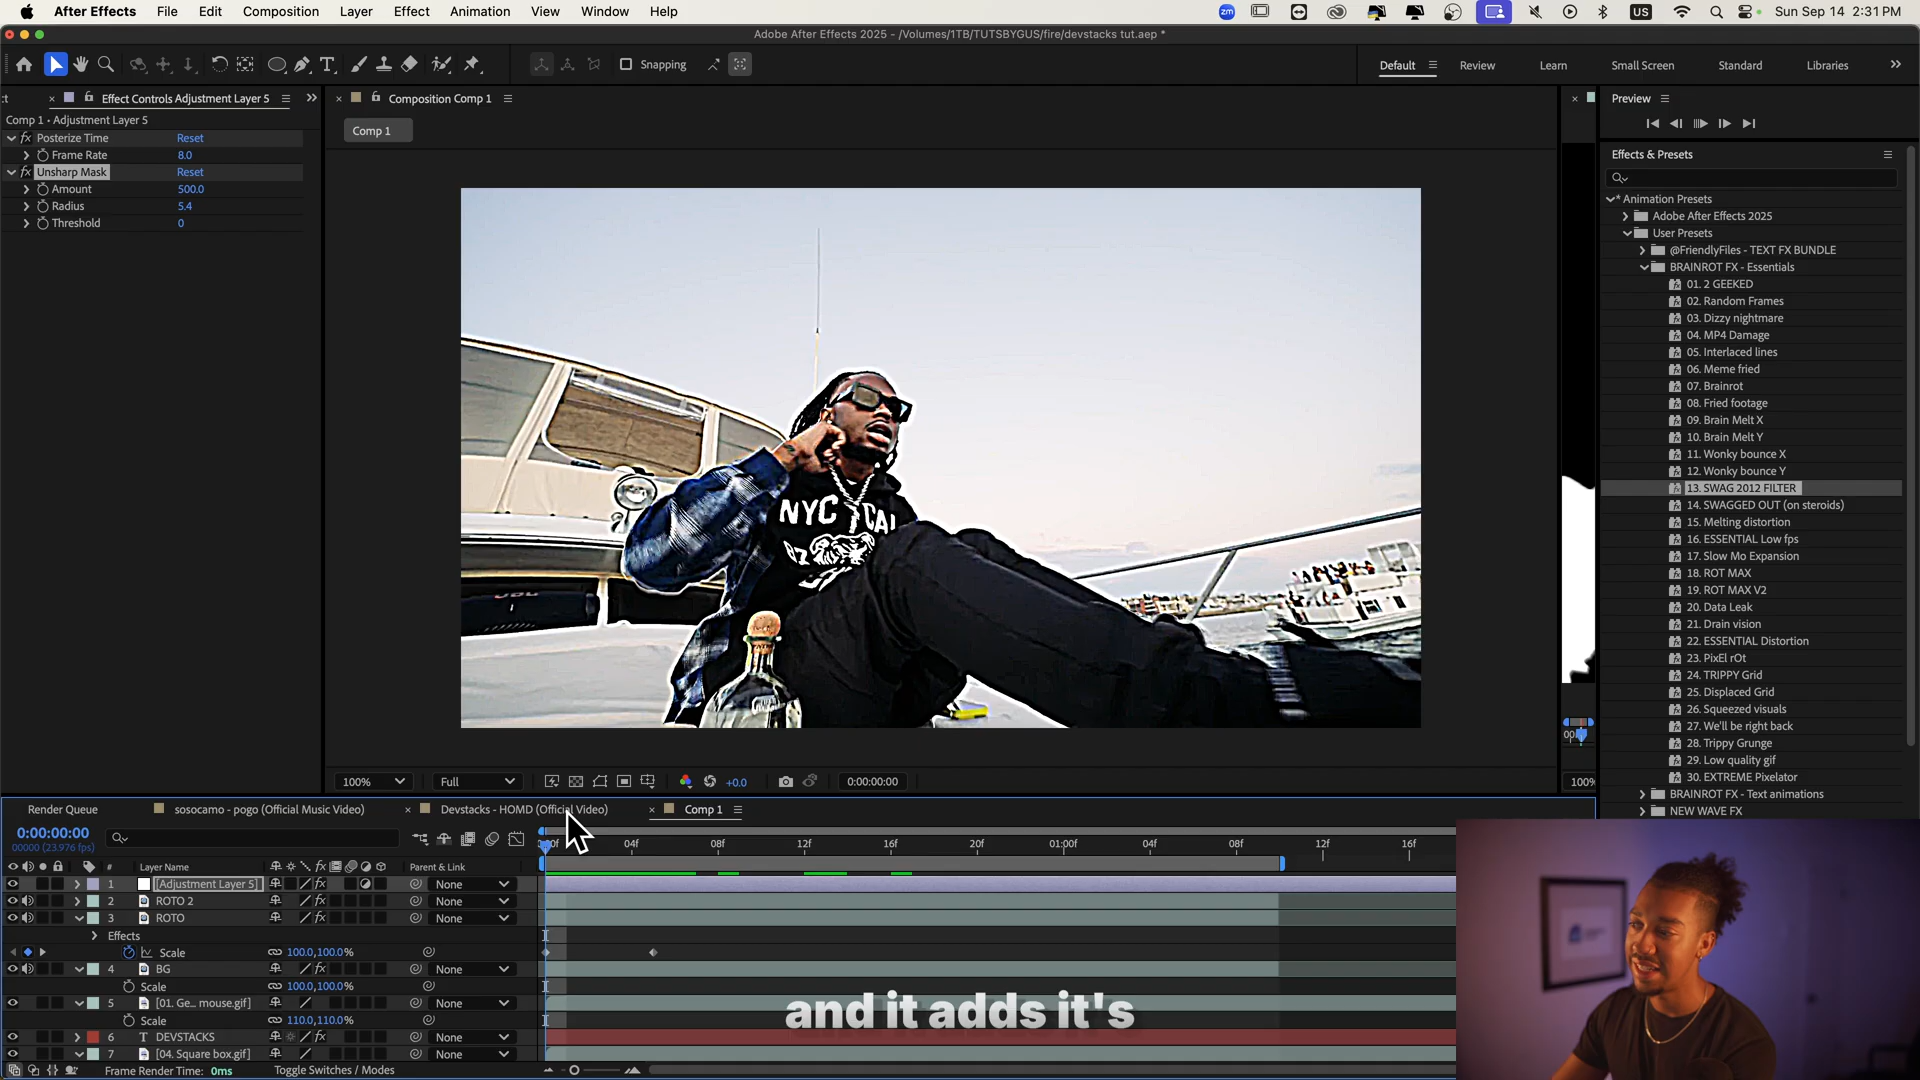 After Effects File Edit Composition Layer Effect Animation View Window Help
zm US Sun Sep 14 2:31 PM
Adobe After Effects 2025 - /Volumes/1TB/TUTSBYGUS/fire/devstacks tut.aep *
Snapping
Default Review Learn Small Screen Standard Libraries
Effect Controls Adjustment Layer 5
Comp 1 • Adjustment Layer 5
fx Posterize Time Reset
Frame Rate 8.0
fx Unsharp Mask Reset
Amount 500.0
Radius 5.4
Threshold 0
Composition Comp 1
Comp 1
NYC CAL
100% Full +0.0 0:00:00:00
100%
Preview
Effects & Presets
* Animation Presets
Adobe After Effects 2025
User Presets
@FriendlyFiles - TEXT FX BUNDLE
BRAINROT FX - Essentials
01. 2 GEEKED
02. Random Frames
03. Dizzy nightmare
04. MP4 Damage
05. Interlaced lines
06. Meme fried
07. Brainrot
08. Fried footage
09. Brain Melt X
10. Brain Melt Y
11. Wonky bounce X
12. Wonky bounce Y
13. SWAG 2012 FILTER
14. SWAGGED OUT (on steroids)
15. Melting distortion
16. ESSENTIAL Low fps
17. Slow Mo Expansion
18. ROT MAX
19. ROT MAX V2
20. Data Leak
21. Drain vision
22. ESSENTIAL Distortion
23. PixEl rOt
24. TRIPPY Grid
25. Displaced Grid
26. Squeezed visuals
27. We'll be right back
28. Trippy Grunge
29. Low quality gif
30. EXTREME Pixelator
BRAINROT FX - Text animations
NEW WAVE FX
Render Queue sosocamo - pogo (Official Music Video) Devstacks - HOMD (Official Video) Comp 1
0:00:00:00
00000 (23.976 fps)
04f 08f 12f 16f 20f 01:00f 04f 08f 12f 16f
# Layer Name Parent & Link
1 [Adjustment Layer 5] None
2 ROTO 2 None
3 ROTO None
Effects
Scale 100.0,100.0%
4 BG None
Scale 100.0,100.0%
5 [01. Ge... mouse.gif] None
Scale 110.0,110.0%
6 T DEVSTACKS None
7 [04. Square box.gif] None
Frame Render Time: 0ms Toggle Switches / Modes
and it adds it's